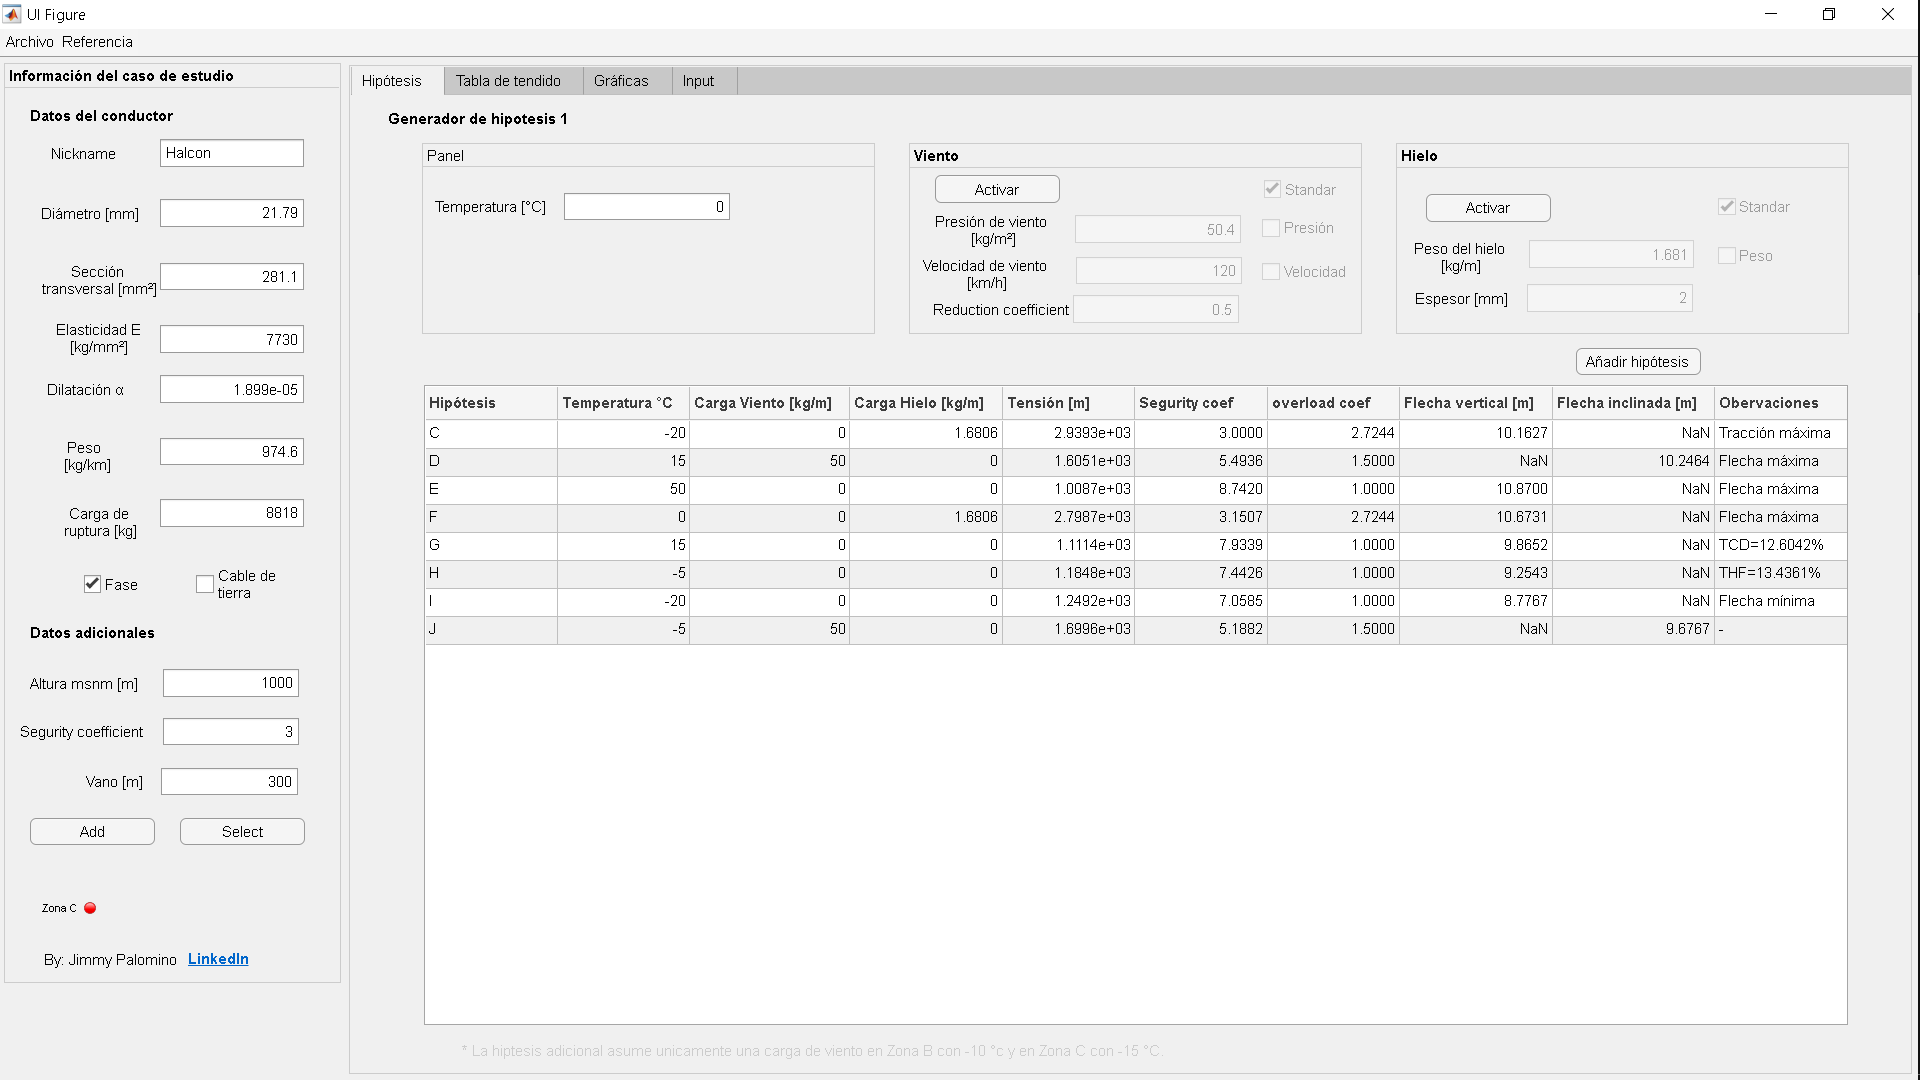 UI Figure
Archivo Referencia
Información del caso de estudio
Datos del conductor
Nickname Halcon
Diámetro [mm] 21.79
Sección
transversal [mm²] 281.1
Elasticidad E
[kg/mm²] 7730
Dilatación α 1.899e-05
Peso
[kg/km] 974.6
Carga de
ruptura [kg] 8818
Fase
Cable de
tierra
Datos adicionales
Altura msnm [m] 1000
Segurity coefficient 3
Vano [m] 300
Add Select
Zona C
By: Jimmy Palomino LinkedIn
Hipótesis Tabla de tendido Gráficas Input
Generador de hipotesis 1
Panel
Temperatura [°C] 0
Viento
Activar Standar
Presión de viento
[kg/m²] 50.4 Presión
Velocidad de viento
[km/h] 120 Velocidad
Reduction coefficient 0.5
Hielo
Activar Standar
Peso del hielo
[kg/m] 1.681 Peso
Espesor [mm] 2
Añadir hipótesis
Hipótesis Temperatura °C Carga Viento [kg/m] Carga Hielo [kg/m] Tensión [m] Segurity coef overload coef Flecha vertical [m] Flecha inclinada [m] Obervaciones
C -20 0 1.6806 2.9393e+03 3.0000 2.7244 10.1627 NaN Tracción máxima
D 15 50 0 1.6051e+03 5.4936 1.5000 NaN 10.2464 Flecha máxima
E 50 0 0 1.0087e+03 8.7420 1.0000 10.8700 NaN Flecha máxima
F 0 0 1.6806 2.7987e+03 3.1507 2.7244 10.6731 NaN Flecha máxima
G 15 0 0 1.1114e+03 7.9339 1.0000 9.8652 NaN TCD=12.6042%
H -5 0 0 1.1848e+03 7.4426 1.0000 9.2543 NaN THF=13.4361%
I -20 0 0 1.2492e+03 7.0585 1.0000 8.7767 NaN Flecha mínima
J -5 50 0 1.6996e+03 5.1882 1.5000 NaN 9.6767 -
* La hiptesis adicional asume unicamente una carga de viento en Zona B con -10 °c y en Zona C con -15 °C.